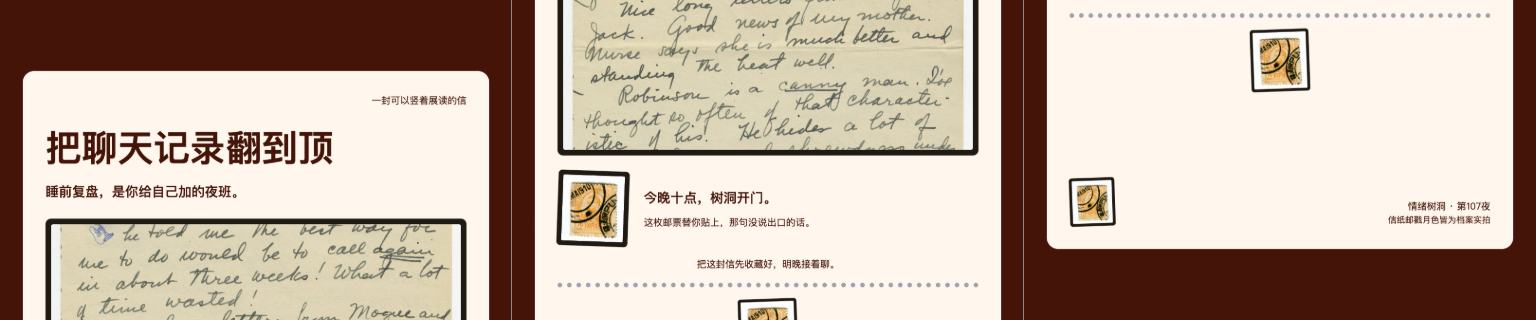 一封可以竖着展读的信
把聊天记录翻到顶
睡前复盘，是你给自己加的夜班。
he told me the best way for
me to do would be to call again
in about three weeks! What a lot
of time wasted!
from Mogree and
Nice long letters
Jack. Good news of my mother.
Nurse says she is much better and
standing the heat well.
Robinson is a canny man. I've
thought so often of that character-
istic of his! He hides a lot of
shrewdness under
今晚十点，树洞开门。
这枚邮票替你贴上，那句没说出口的话。
把这封信先收藏好，明晚接着聊。
情绪树洞 · 第107夜
信纸邮戳月色皆为档案实拍